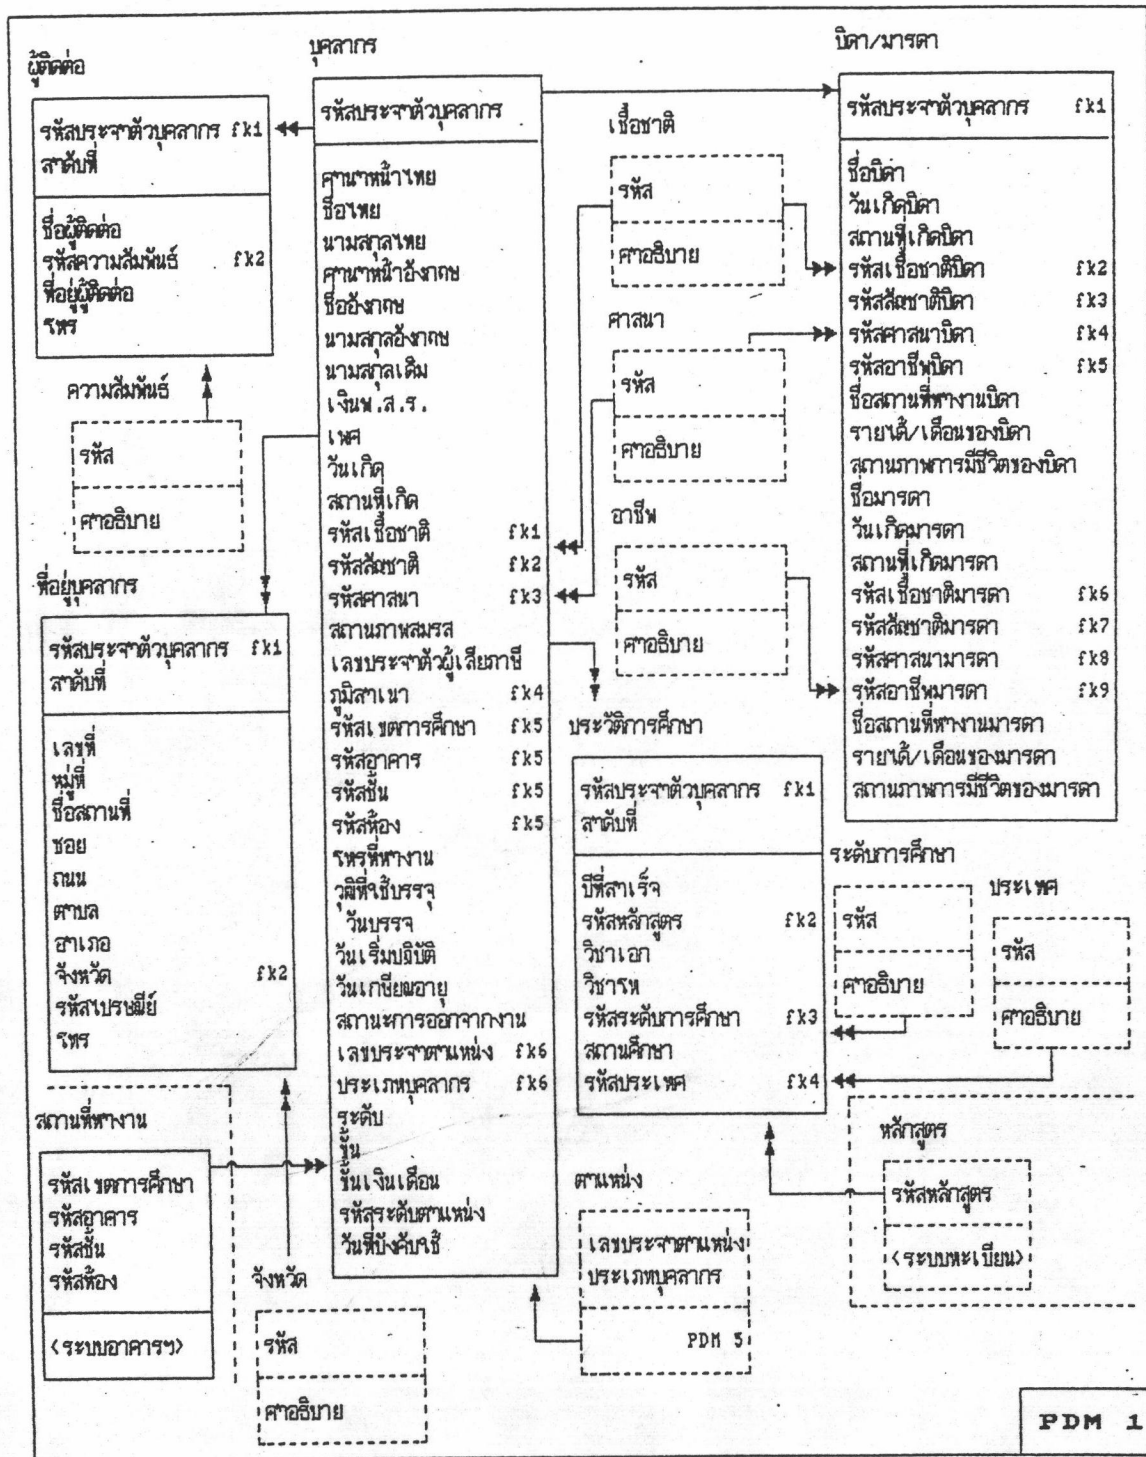 ผู้ติดต่อ
รหัสประจำตัวบุคลากร fk1
ลำดับที่
ชื่อผู้ติดต่อ
รหัสความสัมพันธ์ fk2
ที่อยู่ผู้ติดต่อ
โทร
ความสัมพันธ์
รหัส
คำอธิบาย
ที่อยู่บุคลากร
รหัสประจำตัวบุคลากร fk1
ลำดับที่
เลขที่
หมู่ที่
ชื่อสถานที่
ซอย
ถนน
ตำบล
อำเภอ
จังหวัด fk2
รหัสไปรษณีย์
โทร
สถานที่ทำงาน
รหัสเขตการศึกษา
รหัสอาคาร
รหัสชั้น
รหัสห้อง
<ระบบอาคารฯ>
จังหวัด
รหัส
คำอธิบาย
บุคลากร
รหัสประจำตัวบุคลากร
คำนำหน้าไทย
ชื่อไทย
นามสกุลไทย
คำนำหน้าอังกฤษ
ชื่ออังกฤษ
นามสกุลอังกฤษ
นามสกุลเดิม
เงินพ.ส.ร.
เพศ
วันเกิด
สถานที่เกิด
รหัสเชื้อชาติ fk1
รหัสสัญชาติ fk2
รหัสศาสนา fk3
สถานภาพสมรส
เลขประจำตัวผู้เสียภาษี
ภูมิลำเนา fk4
รหัสเขตการศึกษา fk5
รหัสอาคาร fk5
รหัสชั้น fk5
รหัสห้อง fk5
โทรที่ทำงาน
วุฒิที่ใช้บรรจุ
วันบรรจุ
วันเริ่มปฏิบัติ
วันเกษียณอายุ
สถานะการออกจากงาน
เลขประจำตำแหน่ง fk6
ประเภทบุคลากร fk6
ระดับ
ขั้น
ขั้นเงินเดือน
รหัสระดับตำแหน่ง
วันที่บังคับใช้
เชื้อชาติ
รหัส
คำอธิบาย
ศาสนา
รหัส
คำอธิบาย
อาชีพ
รหัส
คำอธิบาย
บิดา/มารดา
รหัสประจำตัวบุคลากร fk1
ชื่อบิดา
วันเกิดบิดา
สถานที่เกิดบิดา
รหัสเชื้อชาติบิดา fk2
รหัสสัญชาติบิดา fk3
รหัสศาสนาบิดา fk4
รหัสอาชีพบิดา fk5
ชื่อสถานที่ทำงานบิดา
รายได้/เดือนของบิดา
สถานภาพการมีชีวิตของบิดา
ชื่อมารดา
วันเกิดมารดา
สถานที่เกิดมารดา
รหัสเชื้อชาติมารดา fk6
รหัสสัญชาติมารดา fk7
รหัสศาสนามารดา fk8
รหัสอาชีพมารดา fk9
ชื่อสถานที่ทำงานมารดา
รายได้/เดือนของมารดา
สถานภาพการมีชีวิตของมารดา
ประวัติการศึกษา
รหัสประจำตัวบุคลากร fk1
ลำดับที่
ปีที่สำเร็จ
รหัสหลักสูตร fk2
วิชาเอก
วิชาโท
รหัสระดับการศึกษา fk3
สถานศึกษา
รหัสประเทศ fk4
ระดับการศึกษา
รหัส
คำอธิบาย
ประเทศ
รหัส
คำอธิบาย
หลักสูตร
รหัสหลักสูตร
<ระบบทะเบียน>
ตำแหน่ง
เลขประจำตำแหน่ง
ประเภทบุคลากร
PDM 5
PDM 1